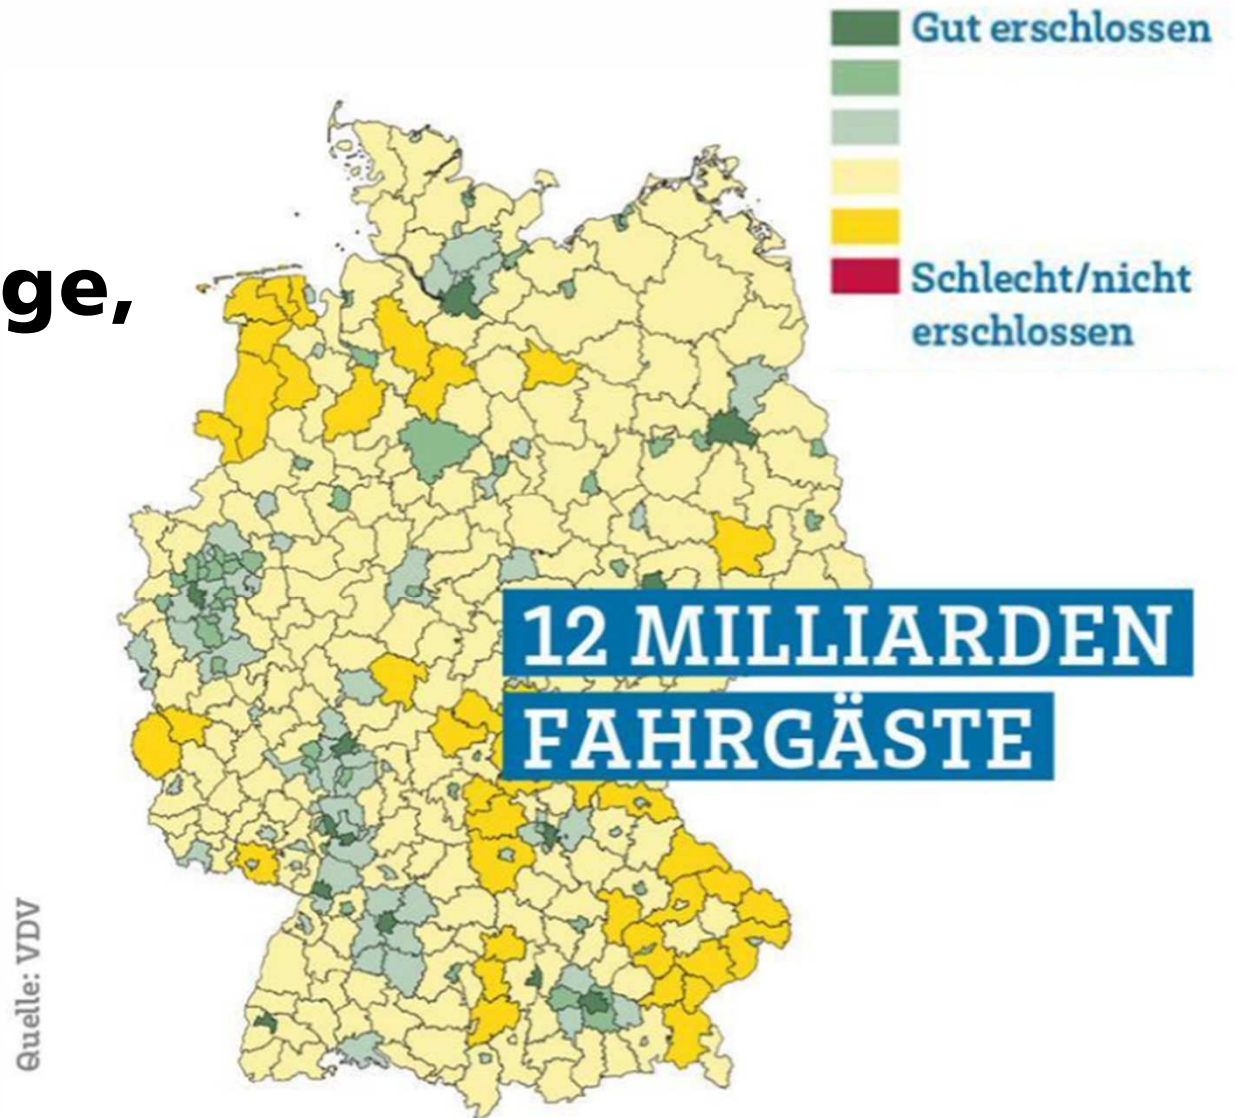 Gut erschlossen
Schlecht/nicht
erschlossen
ge,
12 MILLIARDEN
FAHRGÄSTE
Quelle: VDV